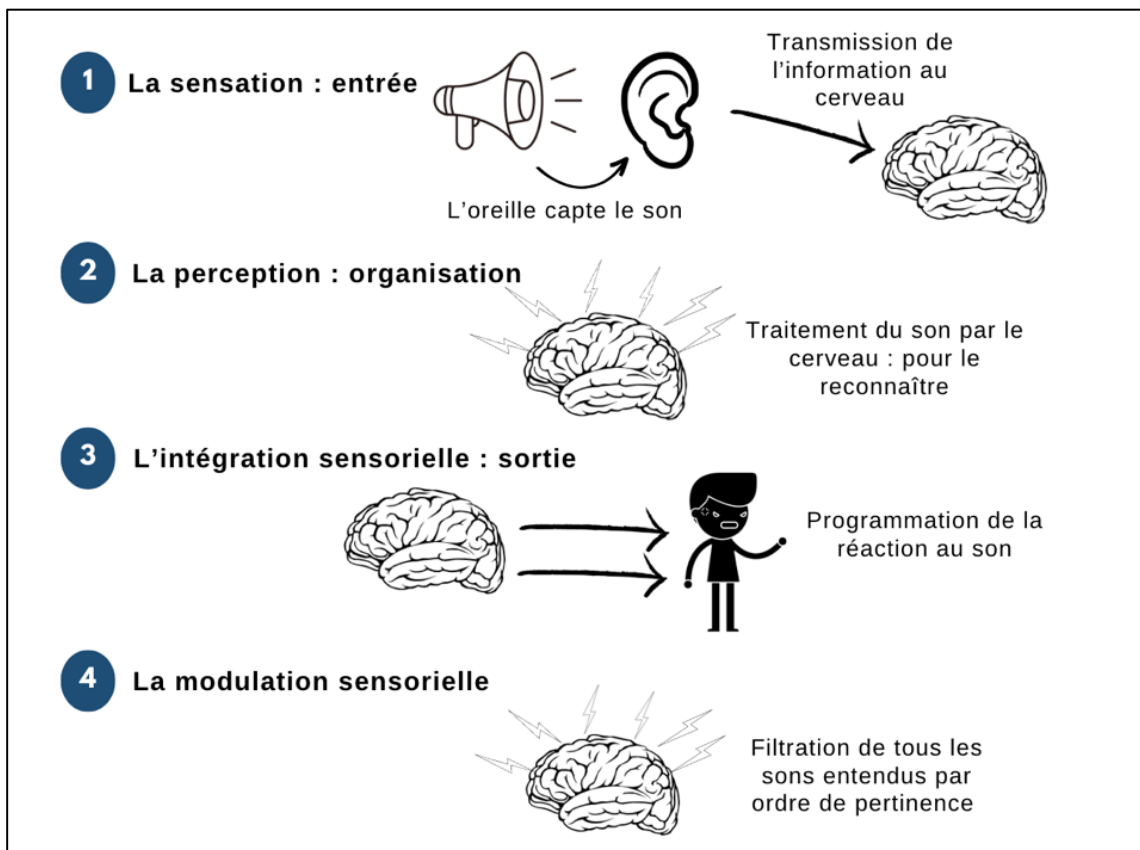 1
La sensation : entrée
Transmission de
l'information au
cerveau
L'oreille capte le son
2
La perception : organisation
Traitement du son par le
cerveau : pour le
reconnaître
3
L'intégration sensorielle : sortie
Programmation de la
réaction au son
4
La modulation sensorielle
Filtration de tous les
sons entendus par
ordre de pertinence